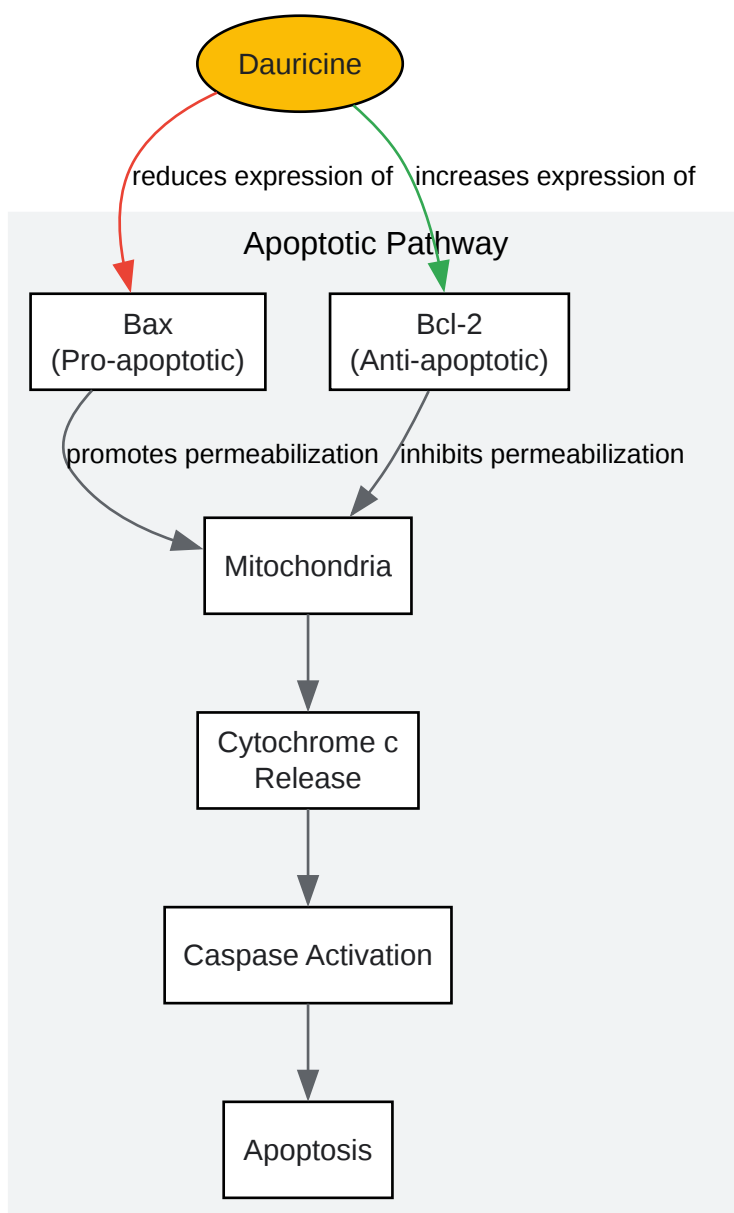 Dauricine
reduces expression of
increases expression of
Apoptotic Pathway
Bax
(Pro-apoptotic)
Bcl-2
(Anti-apoptotic)
promotes permeabilization
inhibits permeabilization
Mitochondria
Cytochrome c
Release
Caspase Activation
Apoptosis